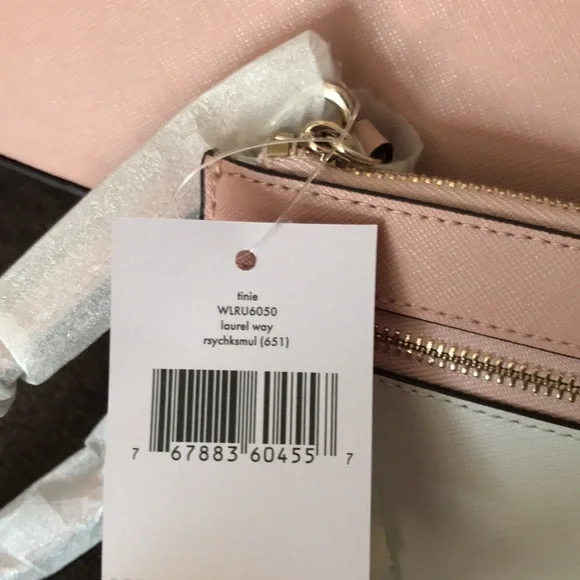 tinie
WLRU6050
laurel way
rsychksmul (651)
7 67883 60455 7